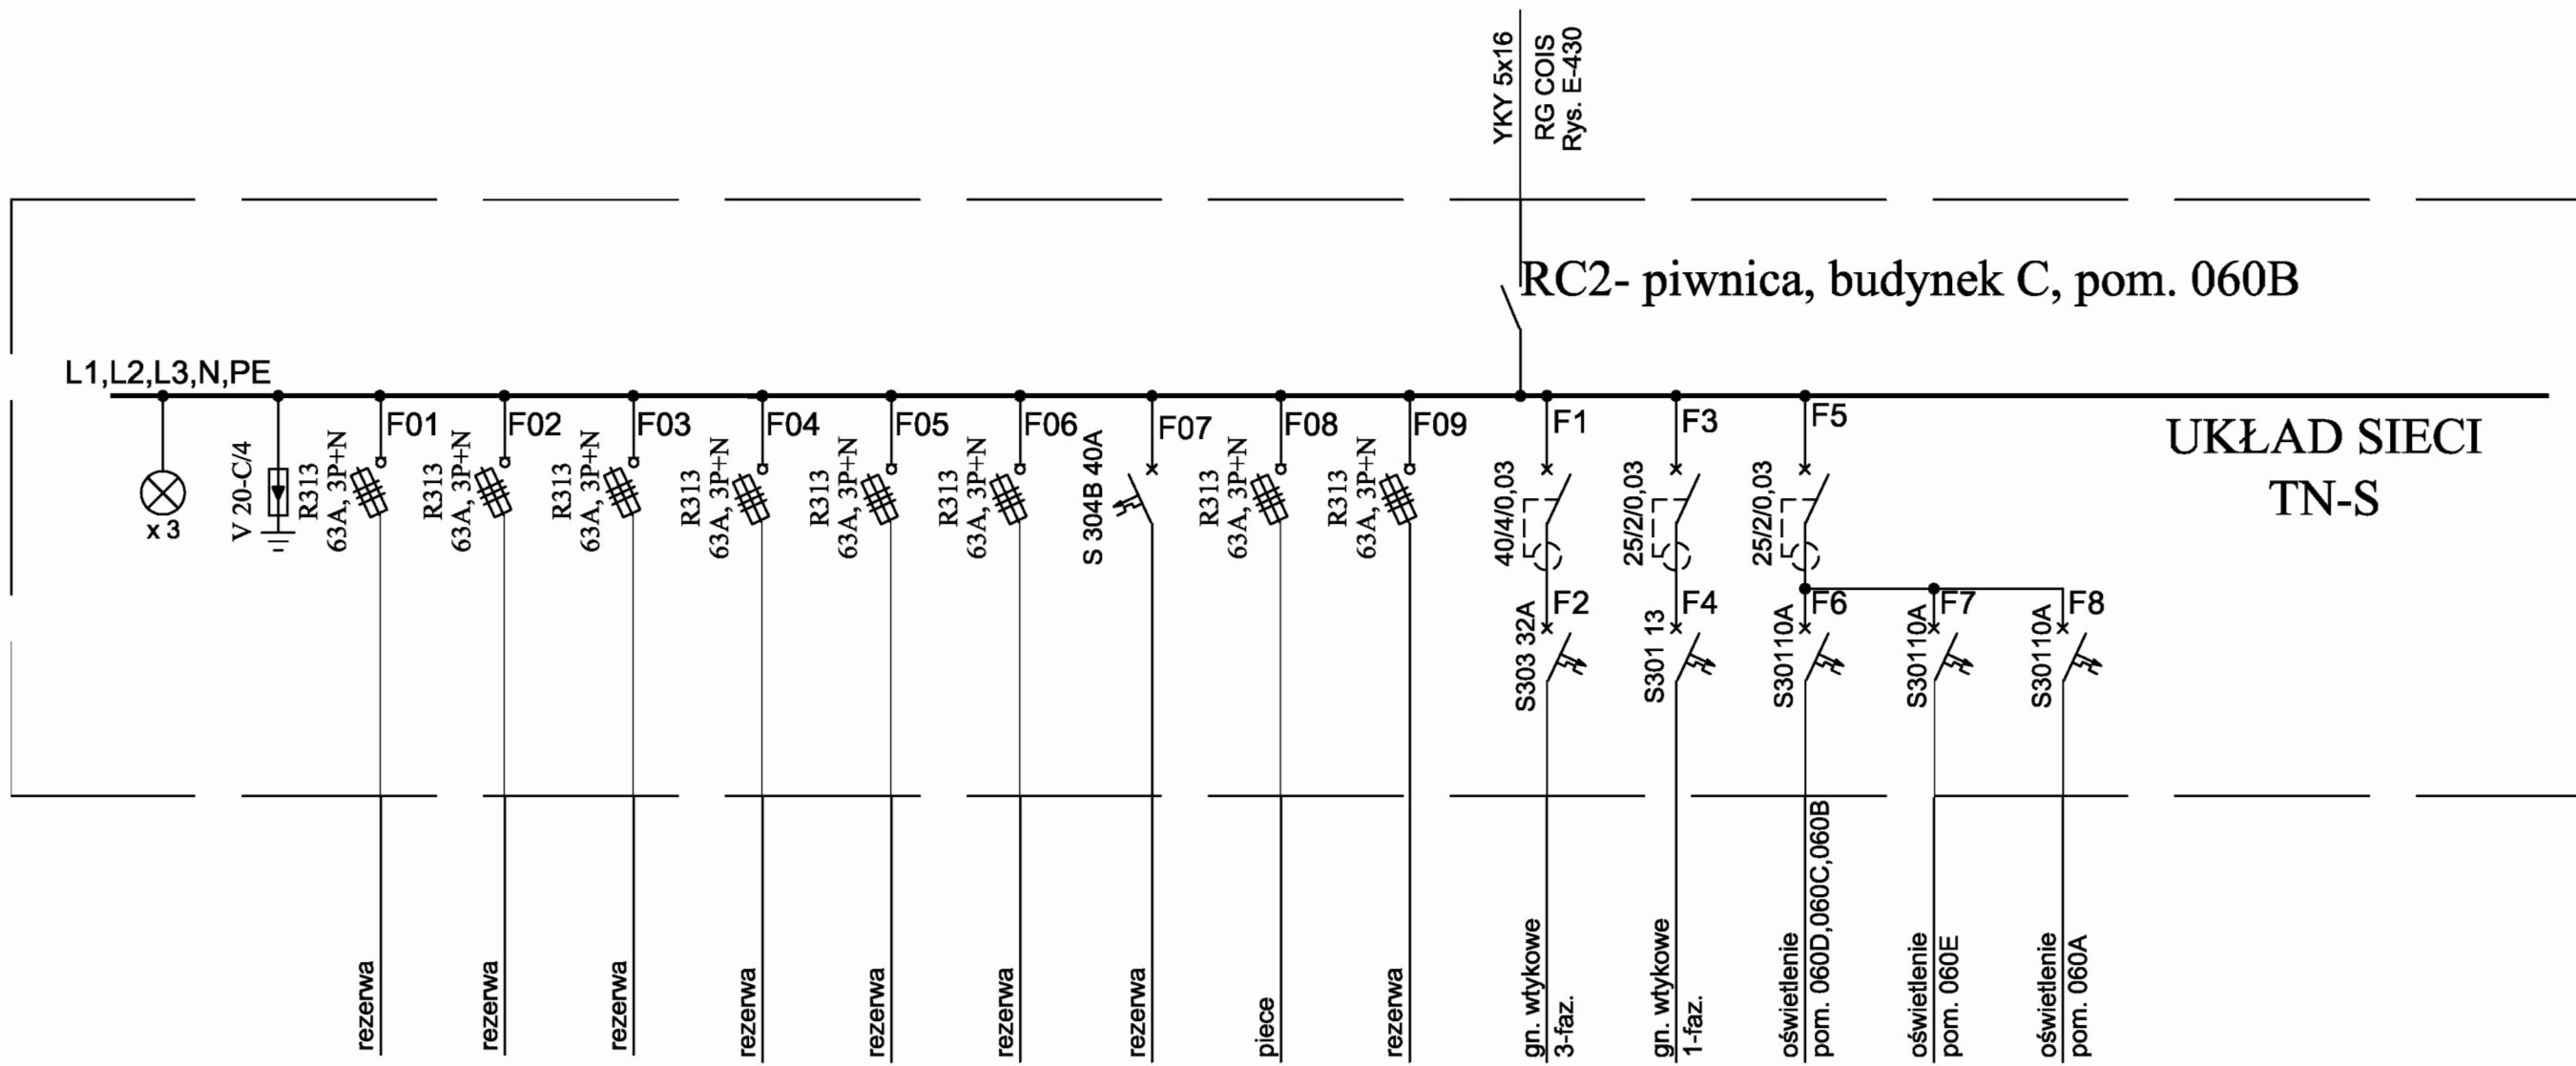 YKY 5x16
RG COIS
Rys. E-430
RC2- piwnica, budynek C, pom. 060B
L1,L2,L3,N,PE
UKŁAD SIECI
TN-S
x 3
V 20-C/4
F01
R313
63A, 3P+N
rezerwa
F02
R313
63A, 3P+N
rezerwa
F03
R313
63A, 3P+N
rezerwa
F04
R313
63A, 3P+N
rezerwa
F05
R313
63A, 3P+N
rezerwa
F06
R313
63A, 3P+N
rezerwa
F07
S 304B 40A
rezerwa
F08
R313
63A, 3P+N
piece
F09
R313
63A, 3P+N
rezerwa
F1
40/4/0,03
F2
S303 32A
gn. wtykowe
3-faz.
F3
25/2/0,03
F4
S301 13
gn. wtykowe
1-faz.
F5
25/2/0,03
F6
S30110A
oświetlenie
pom. 060D,060C,060B
F7
S30110A
oświetlenie
pom. 060E
F8
S30110A
oświetlenie
pom. 060A